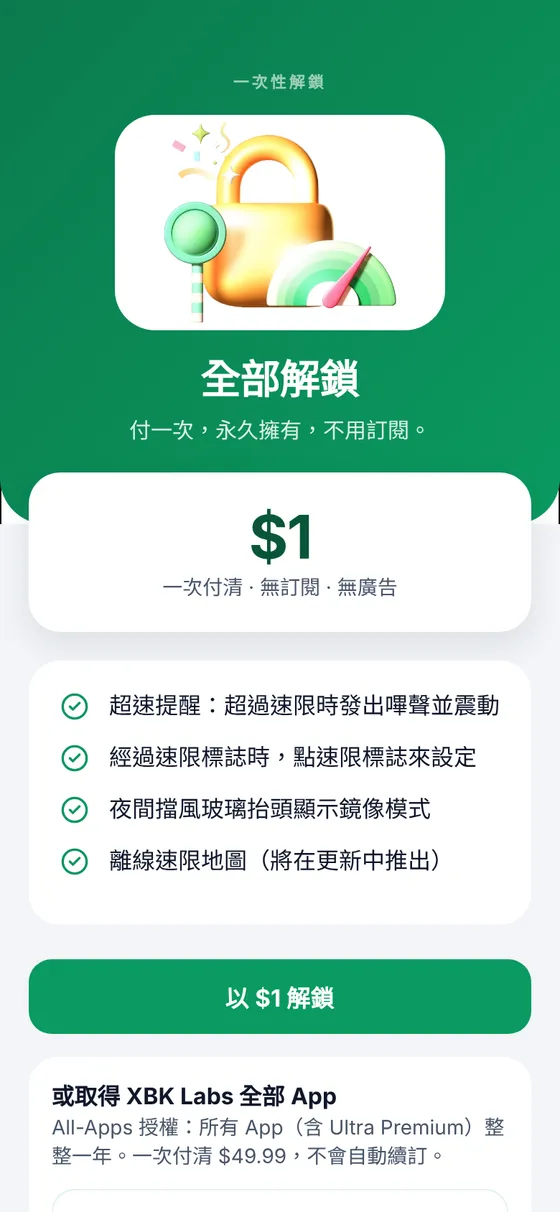 一次性解鎖
全部解鎖
付一次，永久擁有，不用訂閱。
$1
一次付清 · 無訂閱 · 無廣告
超速提醒：超過速限時發出嗶聲並震動
經過速限標誌時，點速限標誌來設定
夜間擋風玻璃抬頭顯示鏡像模式
離線速限地圖（將在更新中推出）
以 $1 解鎖
或取得 XBK Labs 全部 App
All-Apps 授權：所有 App（含 Ultra Premium）整
整一年。一次付清 $49.99，不會自動續訂。